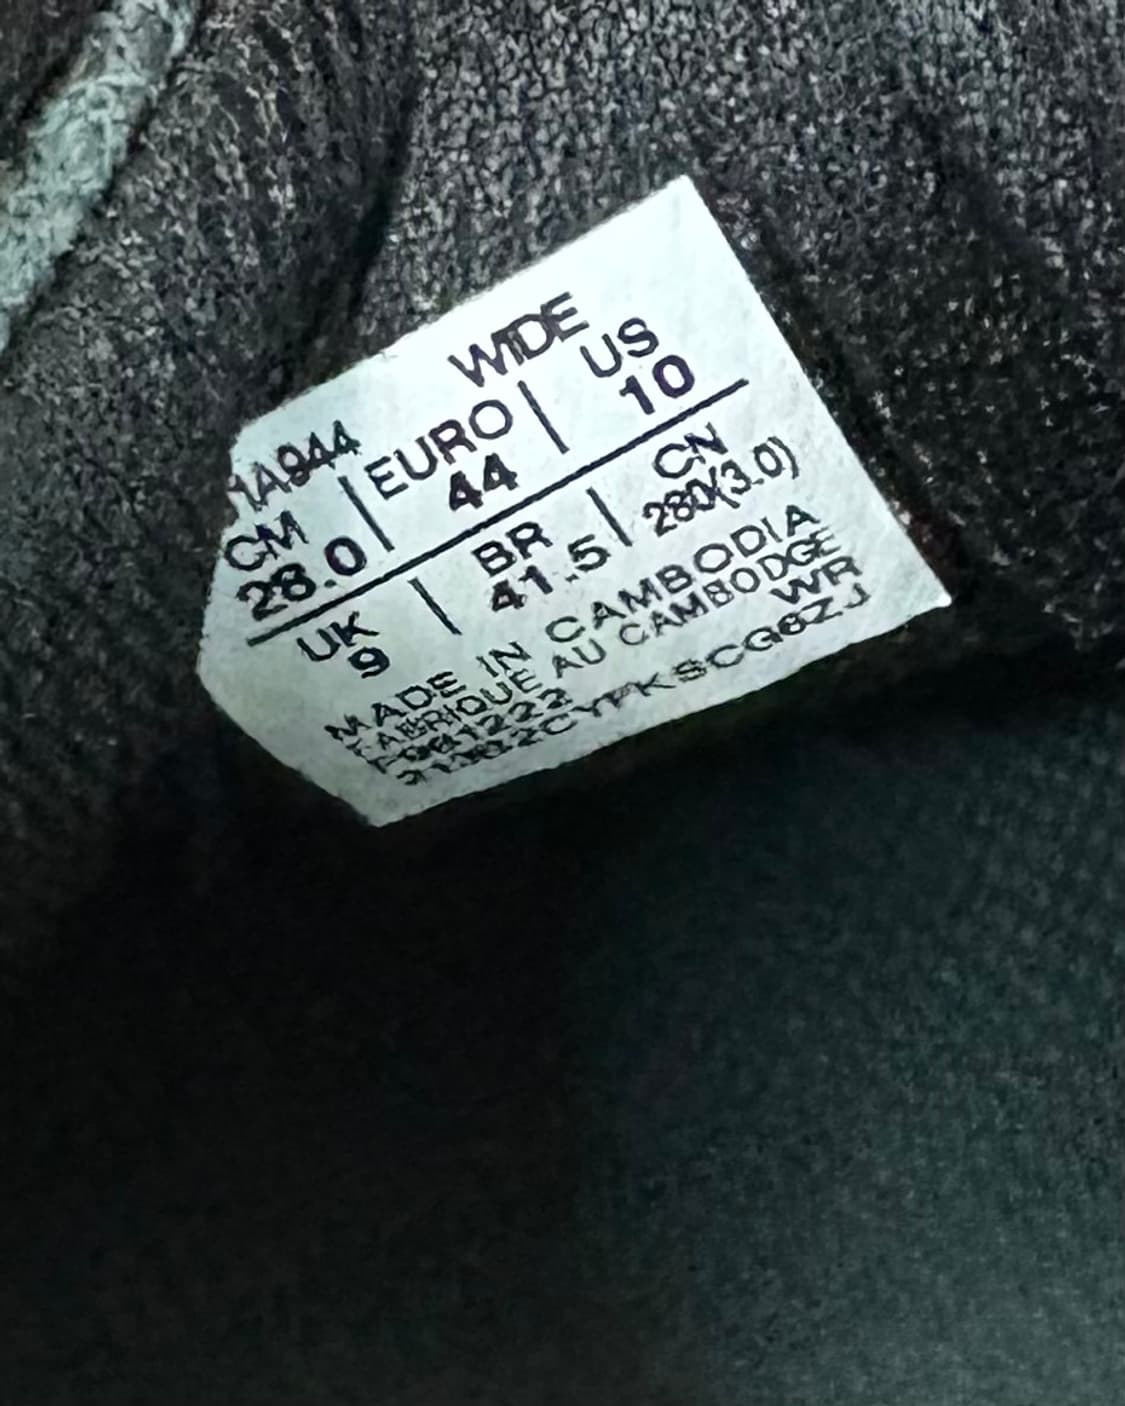 WIDE
1A944
CM | EURO | US
28.0 44 10
UK | BR | CN
9 41.5 280(3.0)
MADE IN CAMBODIA
FABRIQUE AU CAMBODGE
WR